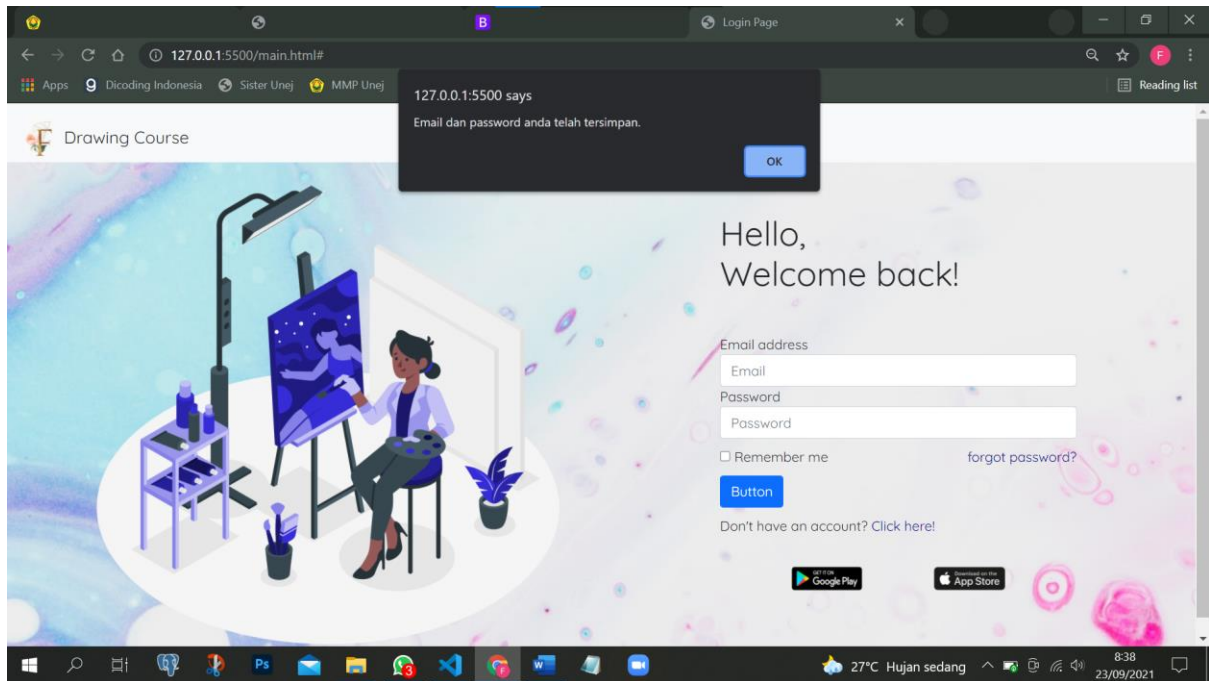 B
Login Page
127.0.0.1:5500/main.html#
F
Apps
Dicoding Indonesia
Sister Unej
MMP Unej
Reading list
127.0.0.1:5500 says
Email dan password anda telah tersimpan.
OK
Drawing Course
Hello,
Welcome back!
Email address
Email
Password
Password
Remember me
forgot password?
Button
Don't have an account? Click here!
GET IT ON
Google Play
Download on the
App Store
Ps
3
W
27°C Hujan sedang
8:38
23/09/2021